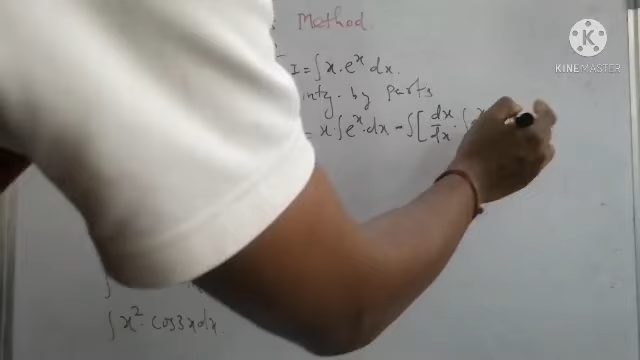 Method
I = ∫ x. e^x dx.
intg. by parts
= x. ∫ e^x. dx - ∫ [ dx/dx . ∫
∫
∫ x². cos3x dx
KINEMASTER